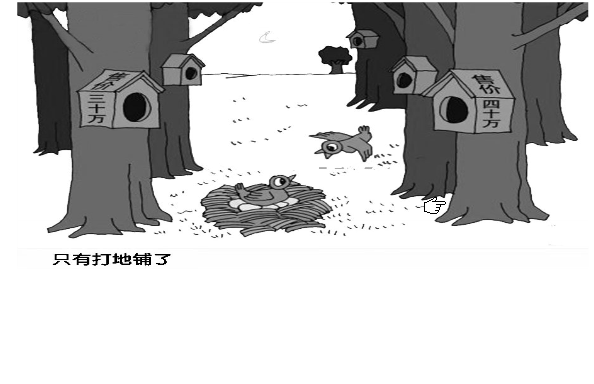 售价
三十万
售价
四十万
只有打地铺了